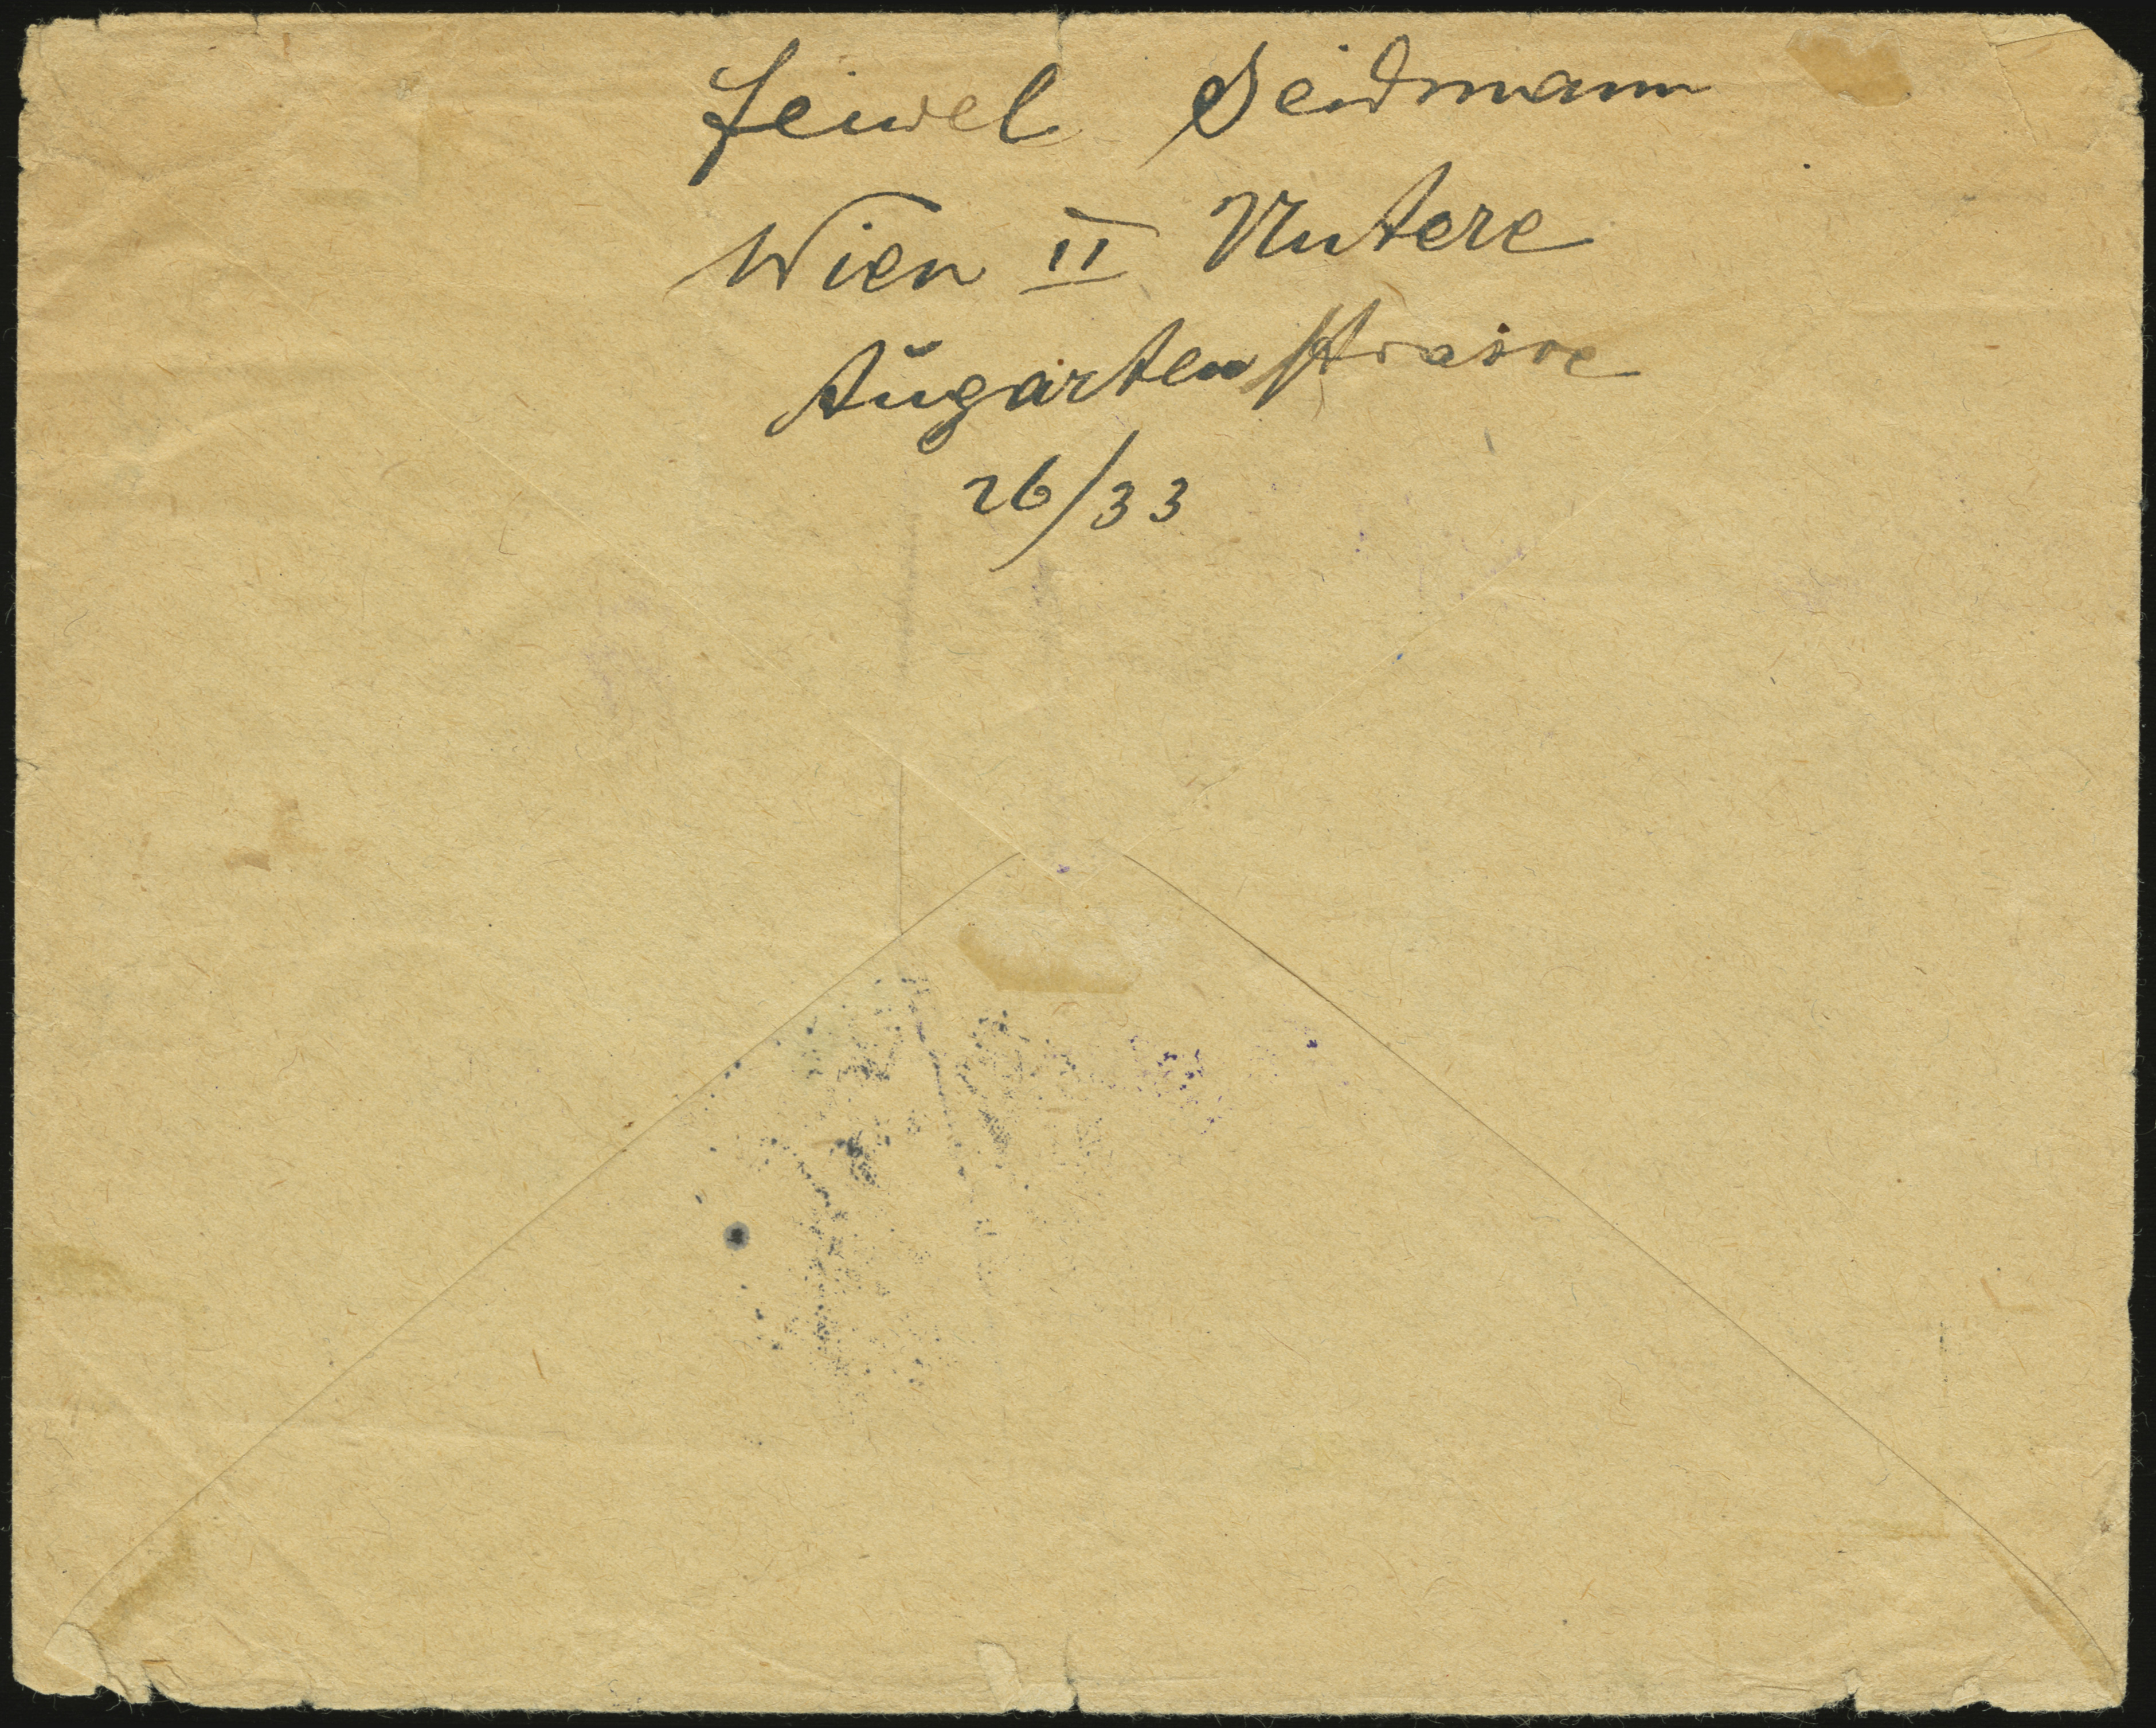 Feiwel Seidmann
Wien II Untere
Augartenstrasse
26/33